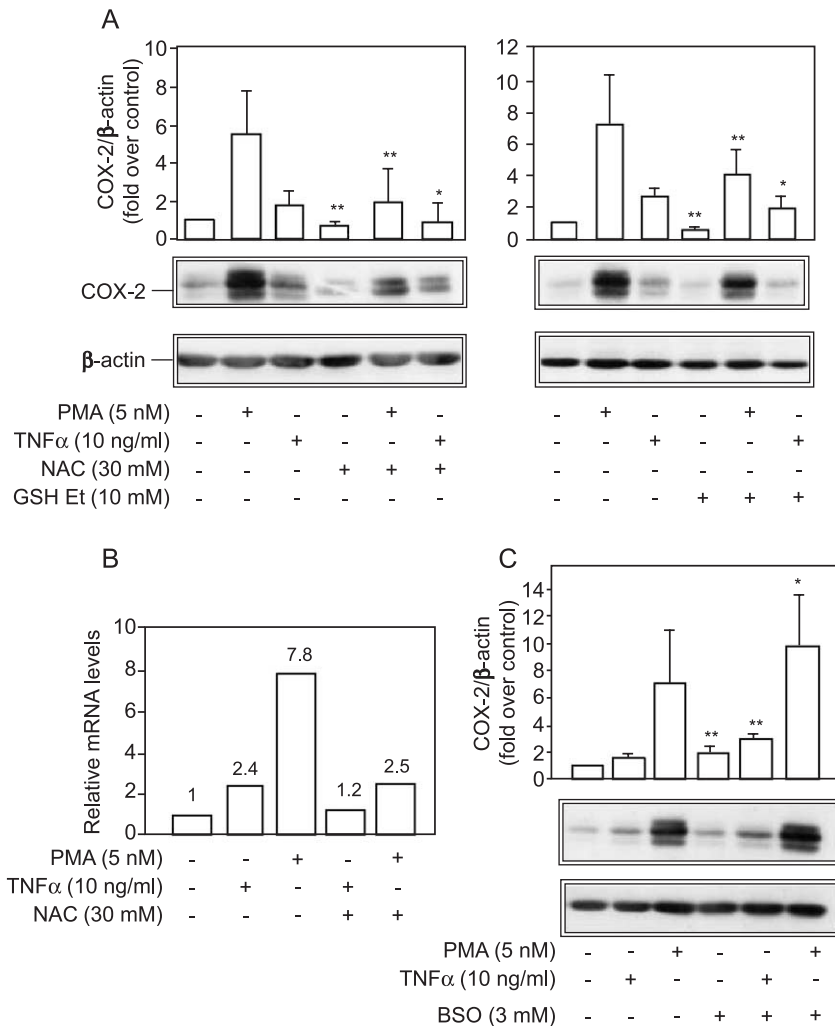 A
COX-2/β-actin
(fold over control)
10
8
6
4
2
0
**
**
*
12
10
8
6
4
2
0
**
**
*
COX-2
β-actin
PMA (5 nM) - + - - + - - + - - + -
TNFα (10 ng/ml) - - + - - + - - + - - +
NAC (30 mM) - - - + + + - - - - - -
GSH Et (10 mM) - - - - - - - - - + + +
B
Relative mRNA levels
10
8
6
4
2
0
1
2.4
7.8
1.2
2.5
PMA (5 nM) - - + - +
TNFα (10 ng/ml) - + - + -
NAC (30 mM) - - - + +
C
COX-2/β-actin
(fold over control)
14
12
10
8
6
4
2
0
**
**
*
PMA (5 nM) - - + - - +
TNFα (10 ng/ml) - + - - + -
BSO (3 mM) - - - + + +